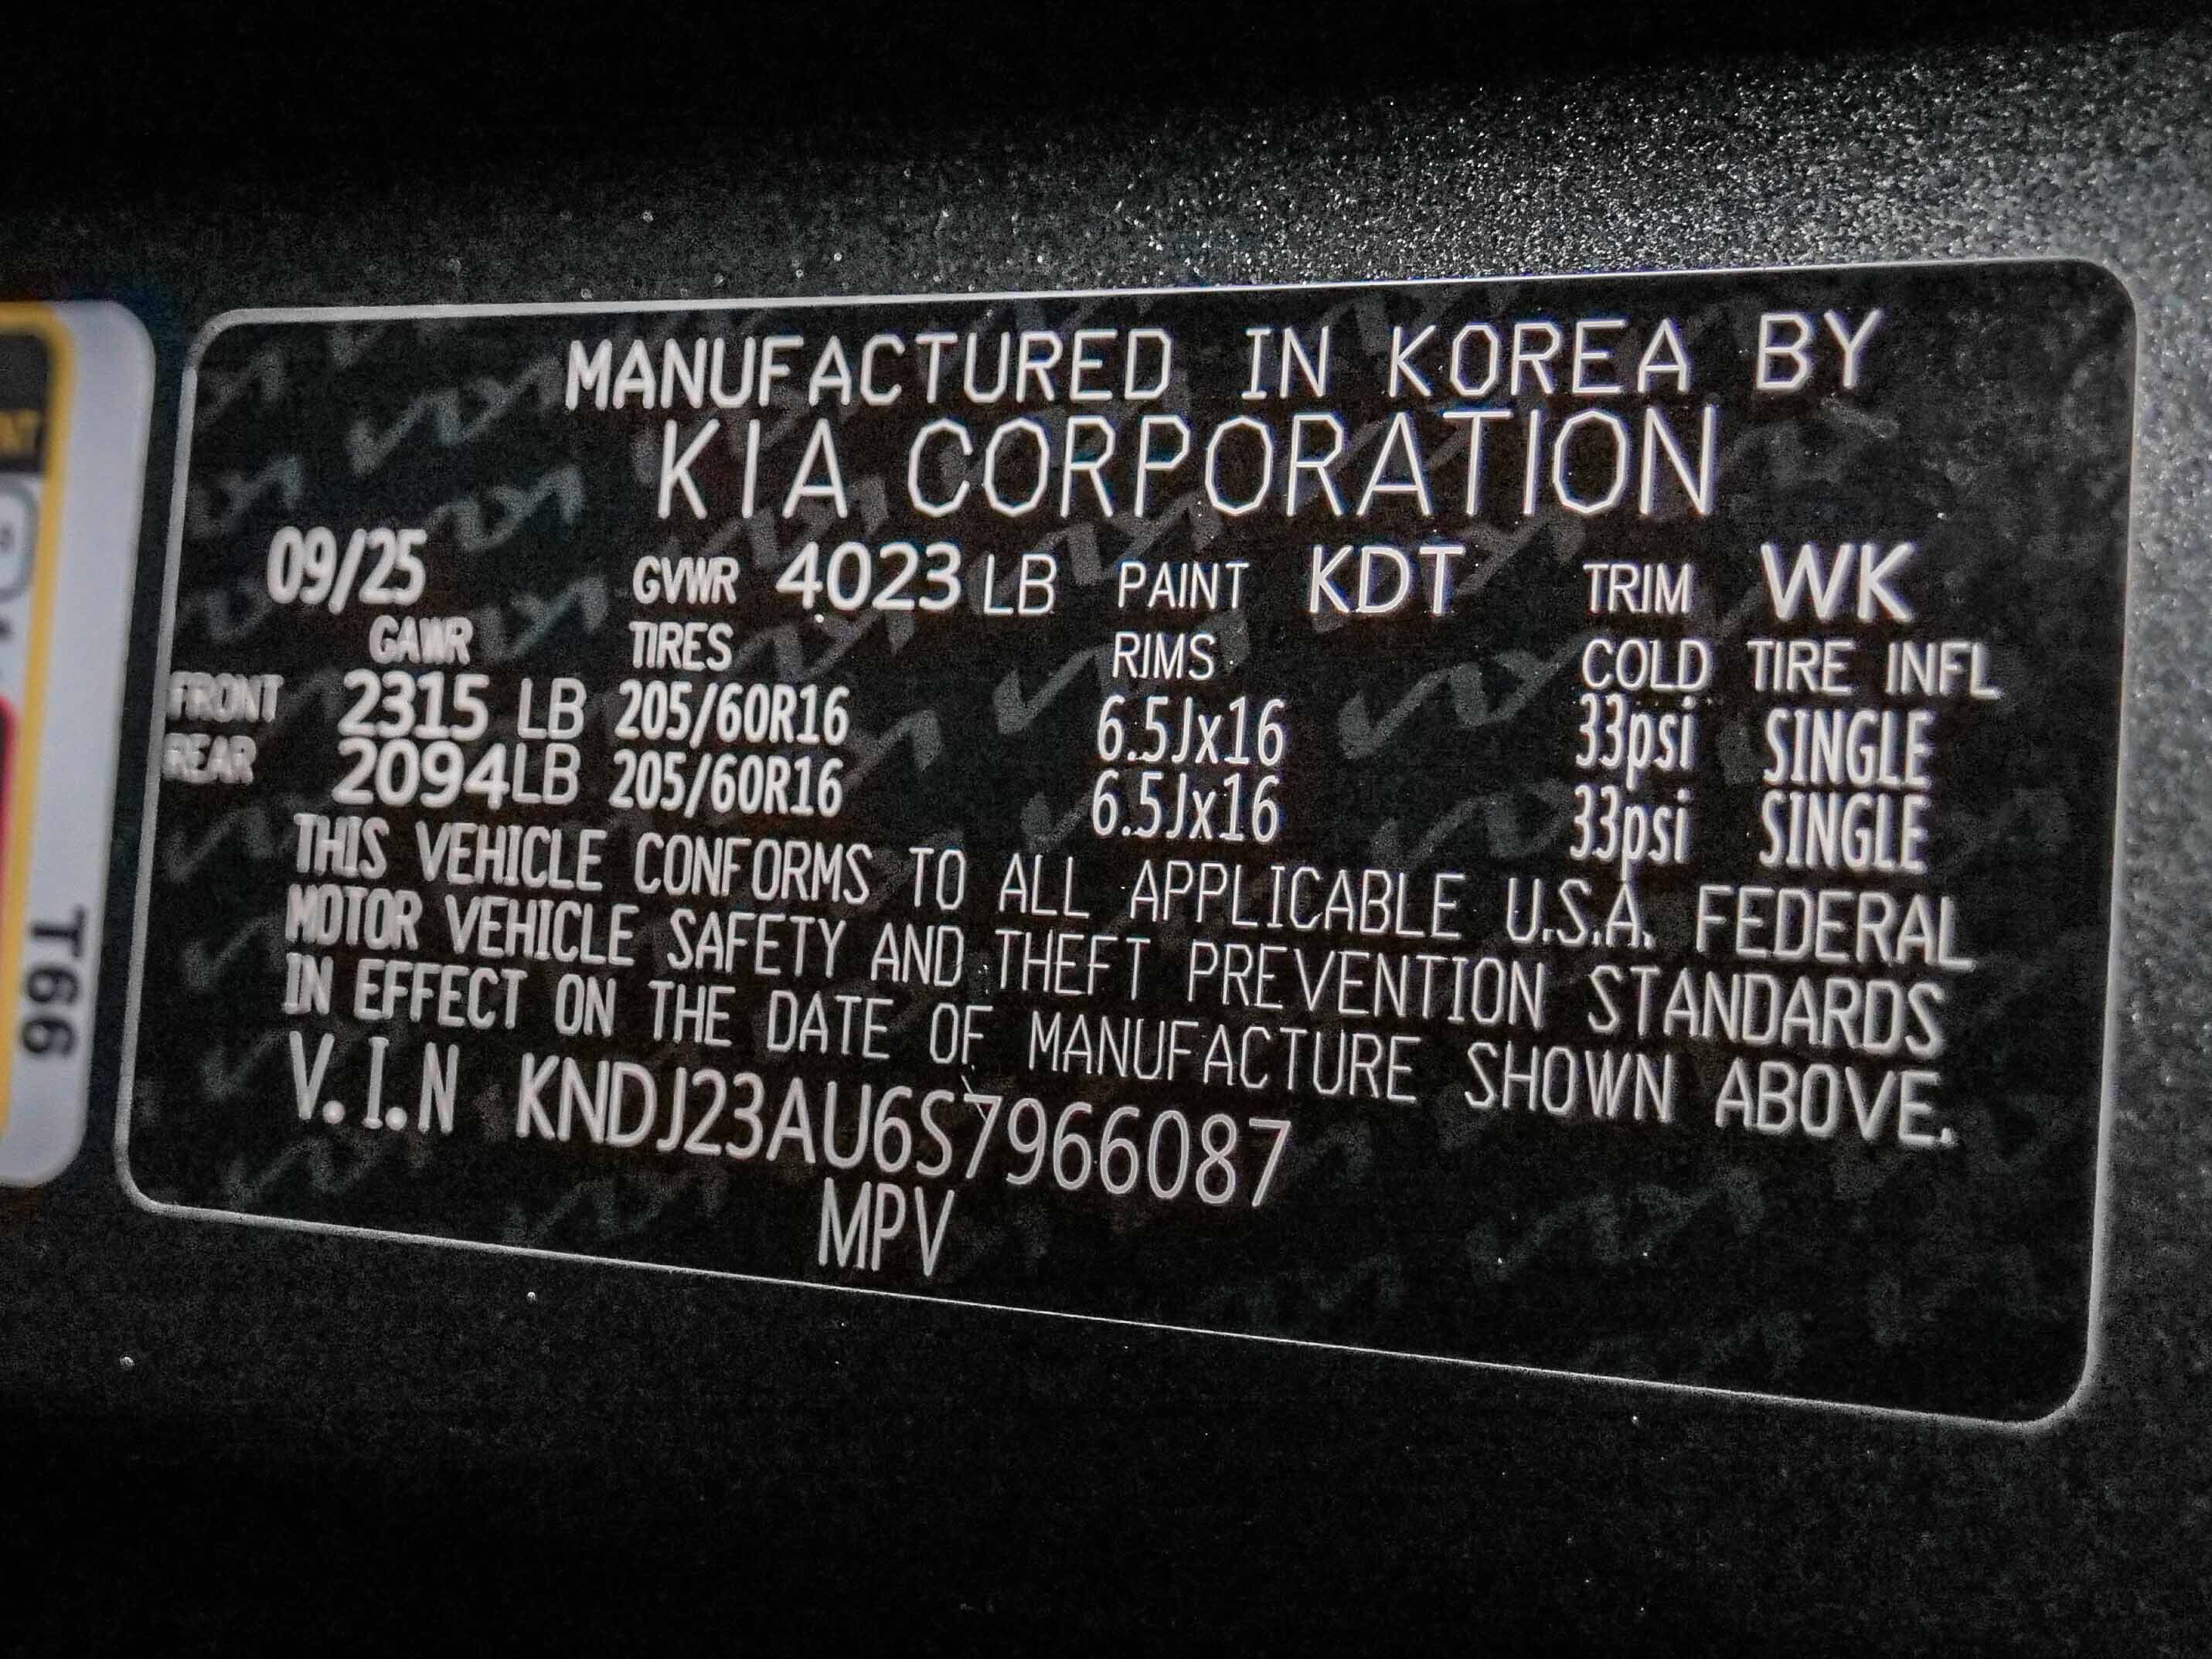 MANUFACTURED IN KOREA BY
KIA CORPORATION
09/25 GVWR 4023 LB PAINT KDT TRIM WK
GAWR TIRES RIMS COLD TIRE INFL
FRONT 2315 LB 205/60R16 6.5Jx16 33psi SINGLE
REAR 2094LB 205/60R16 6.5Jx16 33psi SINGLE
THIS VEHICLE CONFORMS TO ALL APPLICABLE U.S.A. FEDERAL
MOTOR VEHICLE SAFETY AND THEFT PREVENTION STANDARDS
IN EFFECT ON THE DATE OF MANUFACTURE SHOWN ABOVE.
V.I.N KNDJ23AU6S7966087
MPV
T66